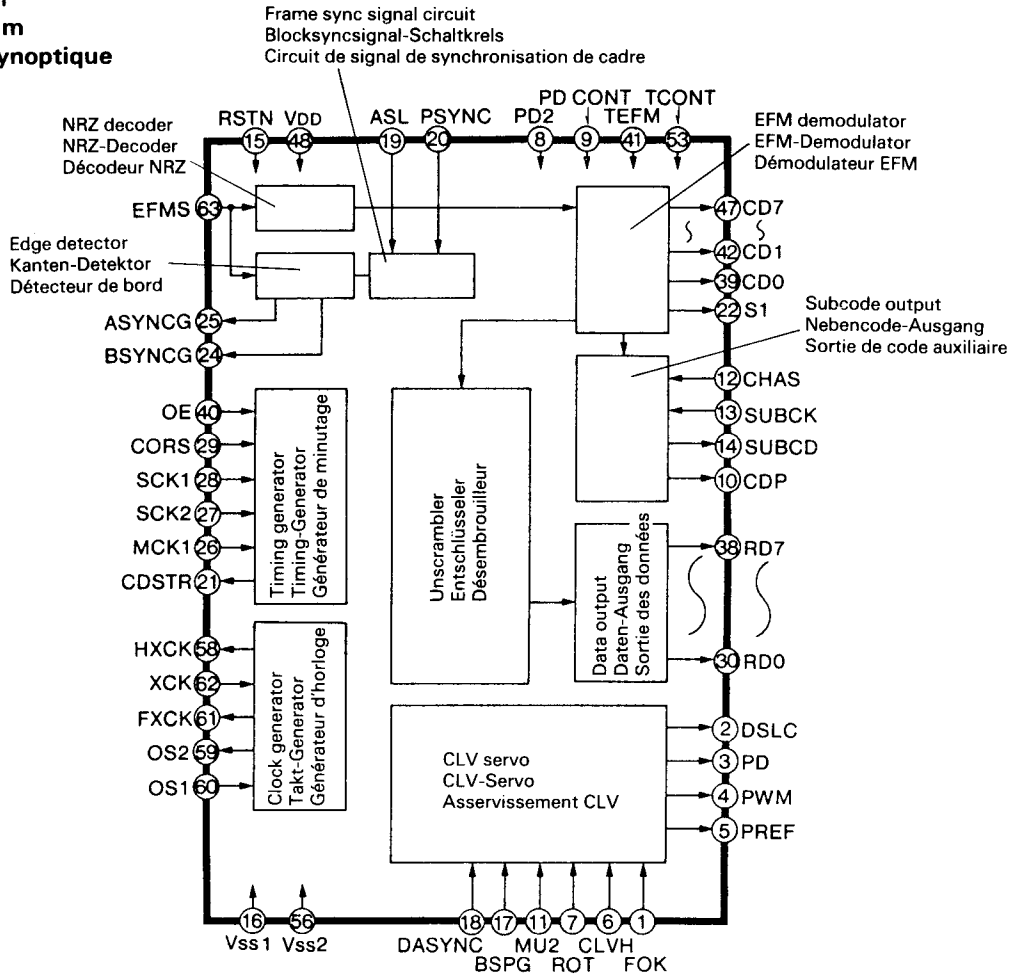 m
ynoptique
Frame sync signal circuit
Blocksyncsignal-Schaltkrels
Circuit de signal de synchronisation de cadre
NRZ decoder
NRZ-Decoder
Décodeur NRZ
RSTN VDD ASL PSYNC PD2 PD CONT TEFM TCONT
15 48 19 20 8 9 41 53
EFM demodulator
EFM-Demodulator
Démodulateur EFM
EFMS 63
47 CD7
42 CD1
39 CD0
22 S1
Edge detector
Kanten-Detektor
Détecteur de bord
ASYNCG 25
BSYNCG 24
Subcode output
Nebencode-Ausgang
Sortie de code auxiliaire
12 CHAS
13 SUBCK
14 SUBCD
10 CDP
OE 40
CORS 29
SCK1 28
SCK2 27
MCK1 26
CDSTR 21
Timing generator
Timing-Generator
Générateur de minutage
Unscrambler
Entschlüsseler
Désembrouilleur
Data output
Daten-Ausgang
Sortie des données
38 RD7
30 RD0
HXCK 58
XCK 62
FXCK 61
OS2 59
OS1 60
Clock generator
Takt-Generator
Générateur d'horloge
CLV servo
CLV-Servo
Asservissement CLV
2 DSLC
3 PD
4 PWM
5 PREF
16 56 18 17 11 7 6 1
Vss1 Vss2 DASYNC MU2 CLVH
BSPG ROT FOK